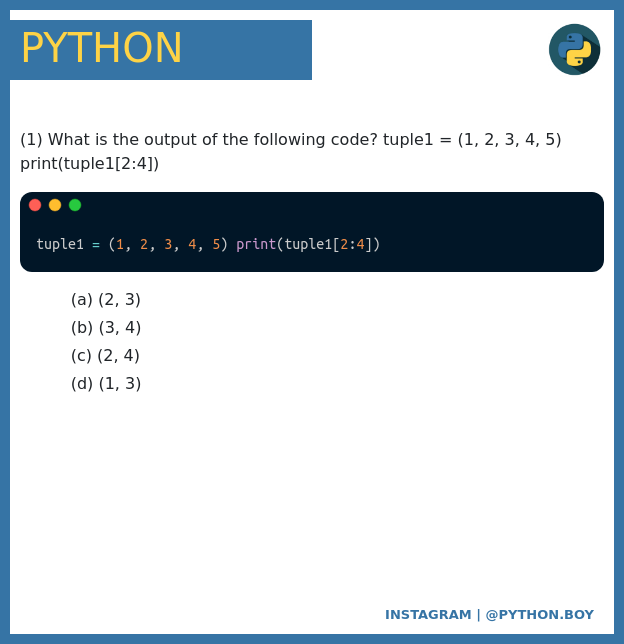 PYTHON
(1) What is the output of the following code? tuple1 = (1, 2, 3, 4, 5)
print(tuple1[2:4])
tuple1 = (1, 2, 3, 4, 5) print(tuple1[2:4])
(a) (2, 3)
(b) (3, 4)
(c) (2, 4)
(d) (1, 3)
INSTAGRAM | @PYTHON.BOY